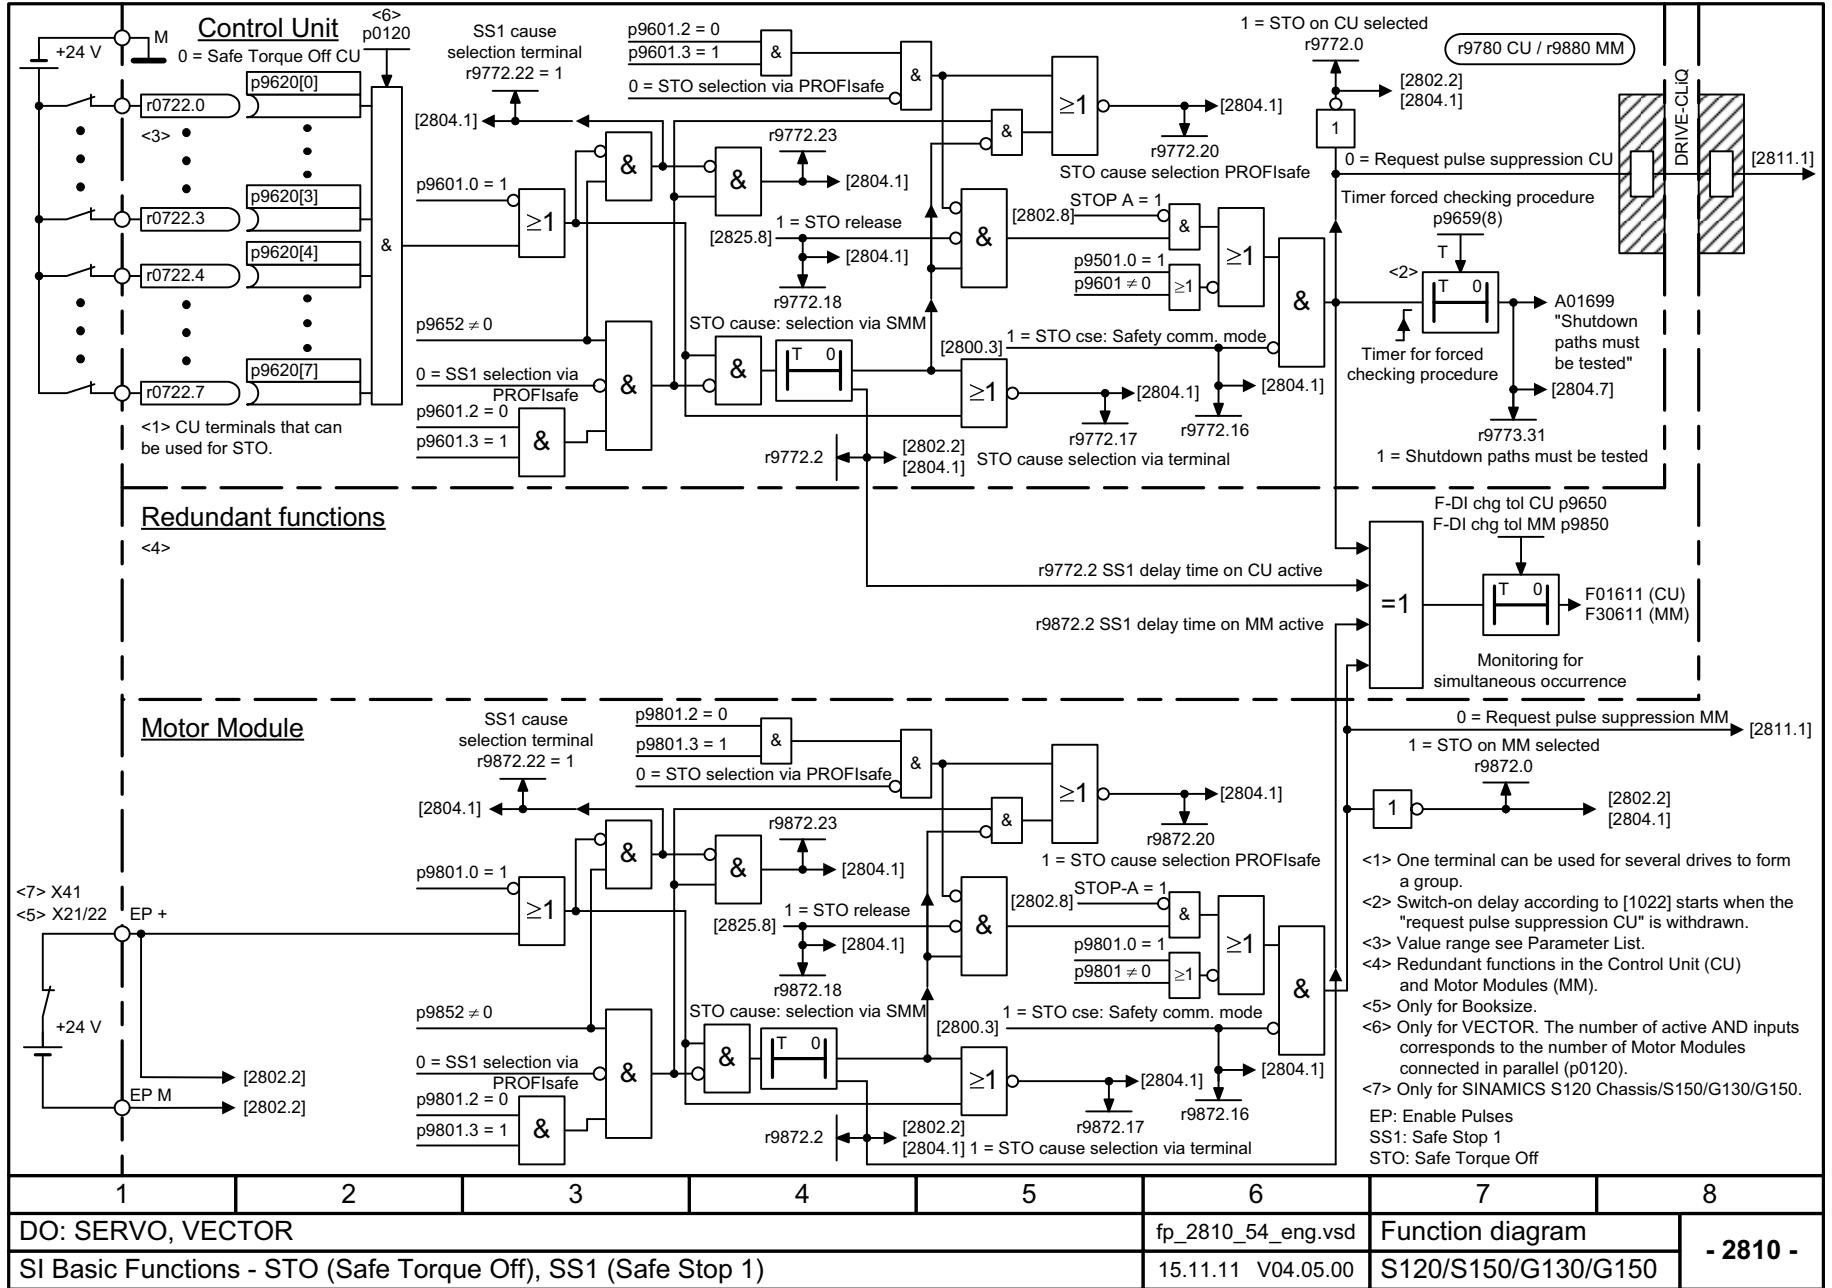 Control Unit
<6>
p0120
0 = Safe Torque Off CU
+24 V
M
r0722.0
p9620[0]
<3>
r0722.3
p9620[3]
r0722.4
p9620[4]
r0722.7
p9620[7]
&
<1> CU terminals that can
be used for STO.
SS1 cause
selection terminal
r9772.22 = 1
[2804.1]
p9601.0 = 1
≥1
&
p9601.2 = 0
p9601.3 = 1
&
0 = STO selection via PROFIsafe
&
&
≥1
[2804.1]
r9772.20
STO cause selection PROFIsafe
r9772.23
&
[2804.1]
1 = STO release
[2825.8]
[2804.1]
r9772.18
STO cause: selection via SMM
&
p9652 ≠ 0
0 = SS1 selection via
PROFIsafe
&
p9601.2 = 0
p9601.3 = 1
&
&
T 0
[2802.8]
STOP A = 1
&
p9501.0 = 1
p9601 ≠ 0
≥1
≥1
&
[2800.3]
1 = STO cse: Safety comm. mode
[2804.1]
r9772.16
≥1
[2804.1]
r9772.17
STO cause selection via terminal
r9772.2
[2802.2]
[2804.1]
1 = STO on CU selected
r9772.0
[2802.2]
[2804.1]
1
r9780 CU / r9880 MM
DRIVE-CLiQ
0 = Request pulse suppression CU
[2811.1]
Timer forced checking procedure
p9659(8)
T
<2>
T 0
Timer for forced
checking procedure
A01699
"Shutdown
paths must
be tested"
[2804.7]
r9773.31
1 = Shutdown paths must be tested
Redundant functions
<4>
F-DI chg tol CU p9650
F-DI chg tol MM p9850
r9772.2 SS1 delay time on CU active
r9872.2 SS1 delay time on MM active
=1
T 0
F01611 (CU)
F30611 (MM)
Monitoring for
simultaneous occurrence
Motor Module
SS1 cause
selection terminal
r9872.22 = 1
[2804.1]
p9801.2 = 0
p9801.3 = 1
&
0 = STO selection via PROFIsafe
&
&
≥1
[2804.1]
r9872.20
1 = STO cause selection PROFIsafe
&
r9872.23
&
[2804.1]
p9801.0 = 1
≥1
1 = STO release
[2825.8]
[2804.1]
r9872.18
STO cause: selection via SMM
&
<7> X41
<5> X21/22
EP +
+24 V
EP M
[2802.2]
[2802.2]
p9852 ≠ 0
0 = SS1 selection via
PROFIsafe
&
p9801.2 = 0
p9801.3 = 1
&
&
T 0
[2802.8]
STOP-A = 1
&
p9801.0 = 1
p9801 ≠ 0
≥1
≥1
&
[2800.3]
1 = STO cse: Safety comm. mode
[2804.1]
r9872.16
≥1
[2804.1]
r9872.17
r9872.2
[2802.2]
[2804.1]
1 = STO cause selection via terminal
0 = Request pulse suppression MM
[2811.1]
1 = STO on MM selected
r9872.0
1
[2802.2]
[2804.1]
<1> One terminal can be used for several drives to form
a group.
<2> Switch-on delay according to [1022] starts when the
"request pulse suppression CU" is withdrawn.
<3> Value range see Parameter List.
<4> Redundant functions in the Control Unit (CU)
and Motor Modules (MM).
<5> Only for Booksize.
<6> Only for VECTOR. The number of active AND inputs
corresponds to the number of Motor Modules
connected in parallel (p0120).
<7> Only for SINAMICS S120 Chassis/S150/G130/G150.
EP: Enable Pulses
SS1: Safe Stop 1
STO: Safe Torque Off
1 2 3 4 5 6 7 8
DO: SERVO, VECTOR
fp_2810_54_eng.vsd
Function diagram
- 2810 -
SI Basic Functions - STO (Safe Torque Off), SS1 (Safe Stop 1)
15.11.11 V04.05.00
S120/S150/G130/G150